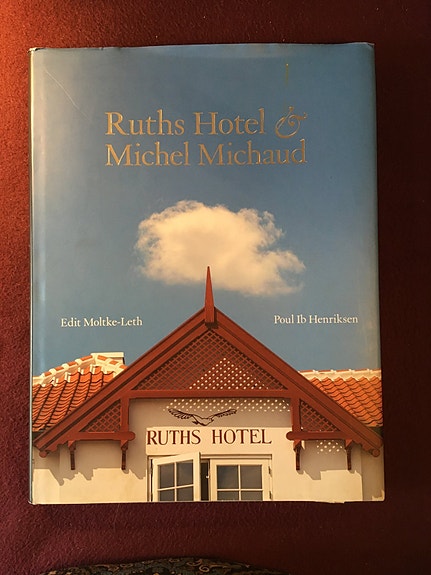 Ruths Hotel &
Michel Michaud
Edit Moltke-Leth
Poul Ib Henriksen
RUTHS HOTEL